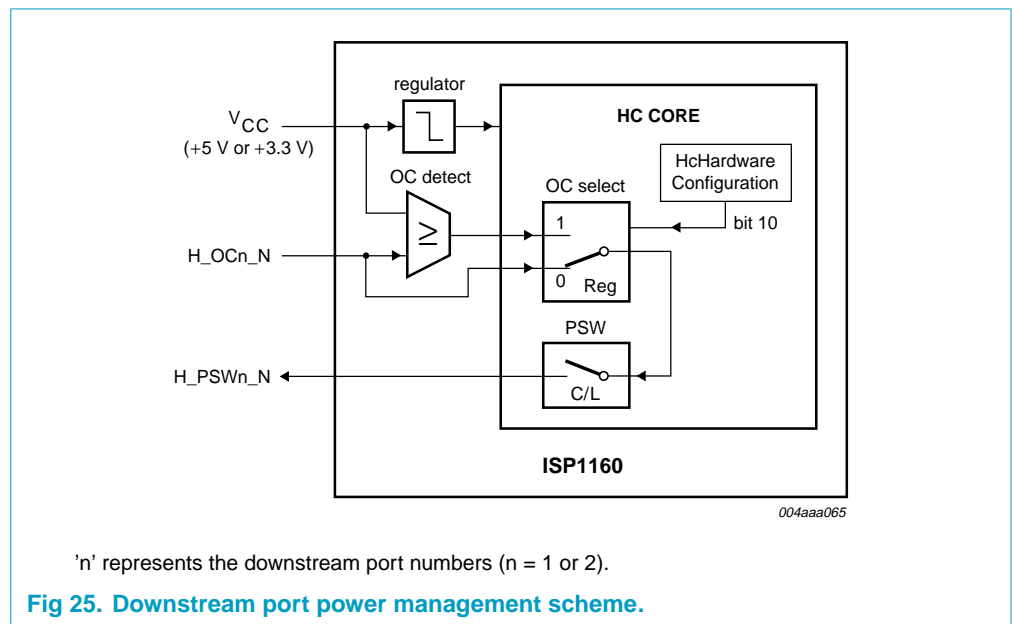 regulator
HC CORE
VCC
(+5 V or +3.3 V)
HcHardware
Configuration
OC detect
OC select
bit 10
1
≥
H_OCn_N
0
Reg
PSW
H_PSWn_N
C/L
ISP1160
004aaa065
'n' represents the downstream port numbers (n = 1 or 2).
Fig 25. Downstream port power management scheme.